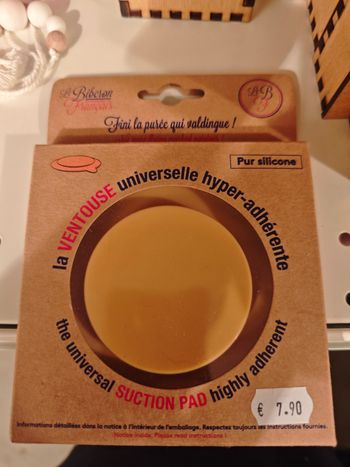 Le Biberon
Français
LB
Fini la purée qui valdingue !
Pur silicone
la VENTOUSE universelle hyper-adhérente
the universal SUCTION PAD highly adherent
€ 7.90
Informations détaillées dans la notice à l'intérieur de l'emballage. Respectez toujours les instructions fournies.
Notice inside. Please read instructions !